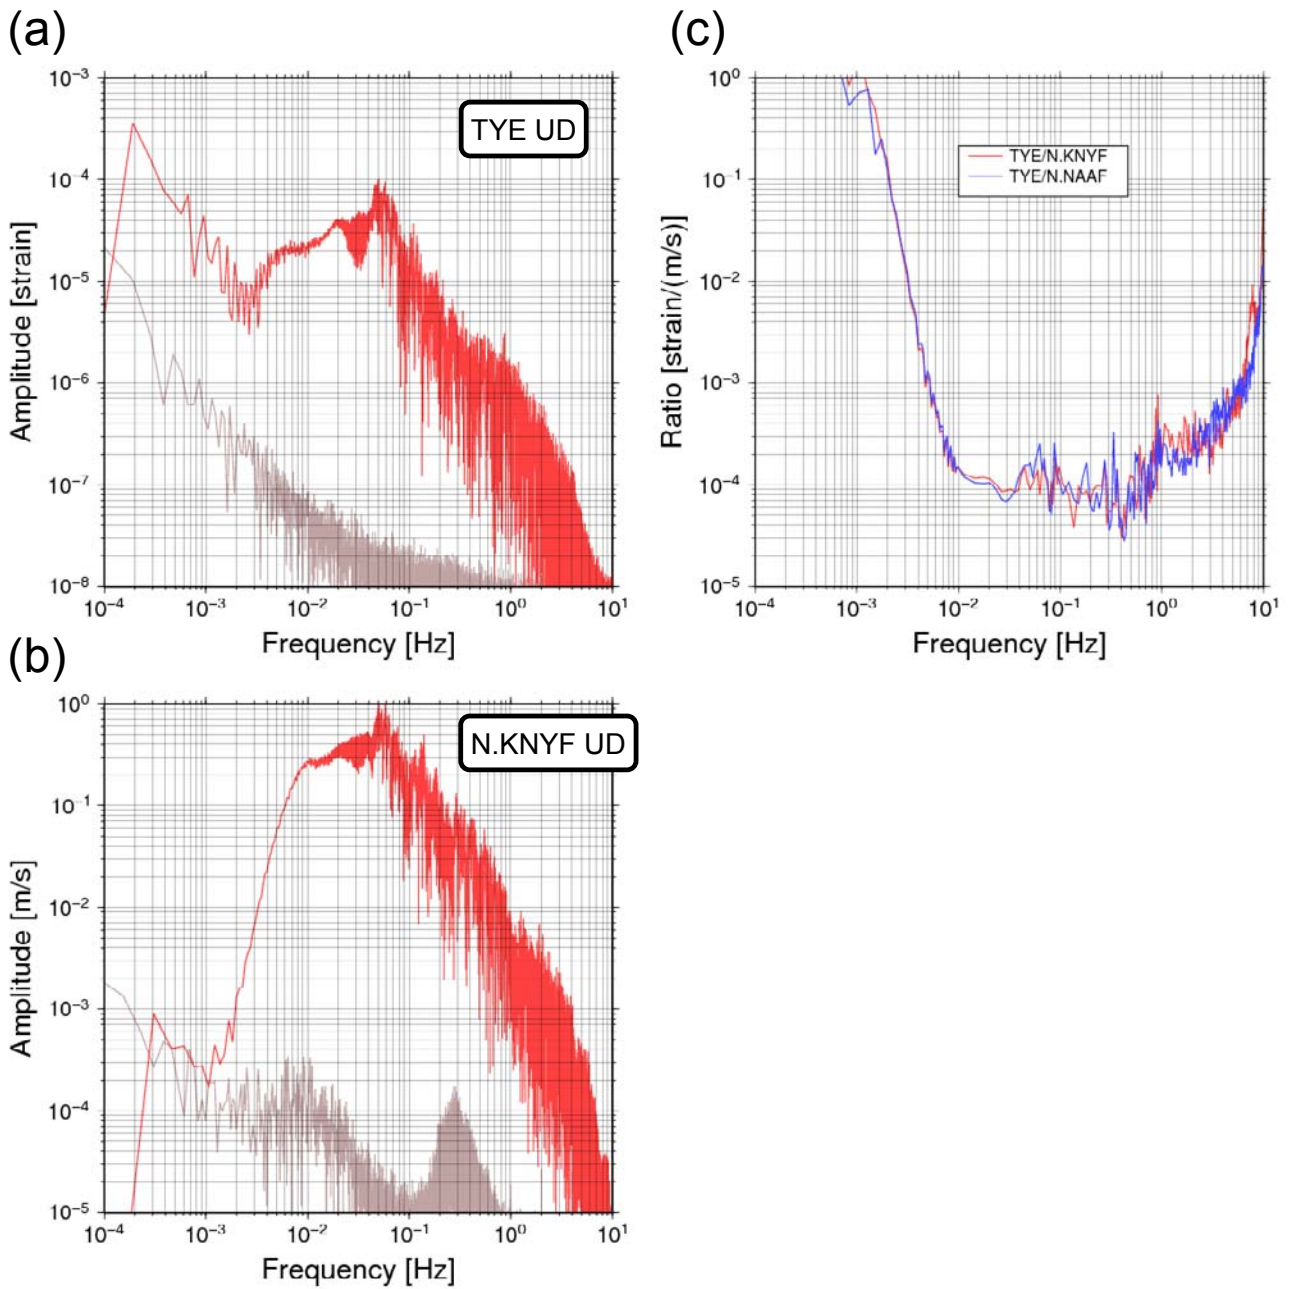 (a)
TYE UD
Amplitude [strain]
10⁻³
10⁻⁴
10⁻⁵
10⁻⁶
10⁻⁷
10⁻⁸
10⁻⁴ 10⁻³ 10⁻² 10⁻¹ 10⁰ 10¹
Frequency [Hz]
(b)
N.KNYF UD
Amplitude [m/s]
10⁰
10⁻¹
10⁻²
10⁻³
10⁻⁴
10⁻⁵
10⁻⁴ 10⁻³ 10⁻² 10⁻¹ 10⁰ 10¹
Frequency [Hz]
(c)
TYE/N.KNYF
TYE/N.NAAF
Ratio [strain/(m/s)]
10⁰
10⁻¹
10⁻²
10⁻³
10⁻⁴
10⁻⁵
10⁻⁴ 10⁻³ 10⁻² 10⁻¹ 10⁰ 10¹
Frequency [Hz]